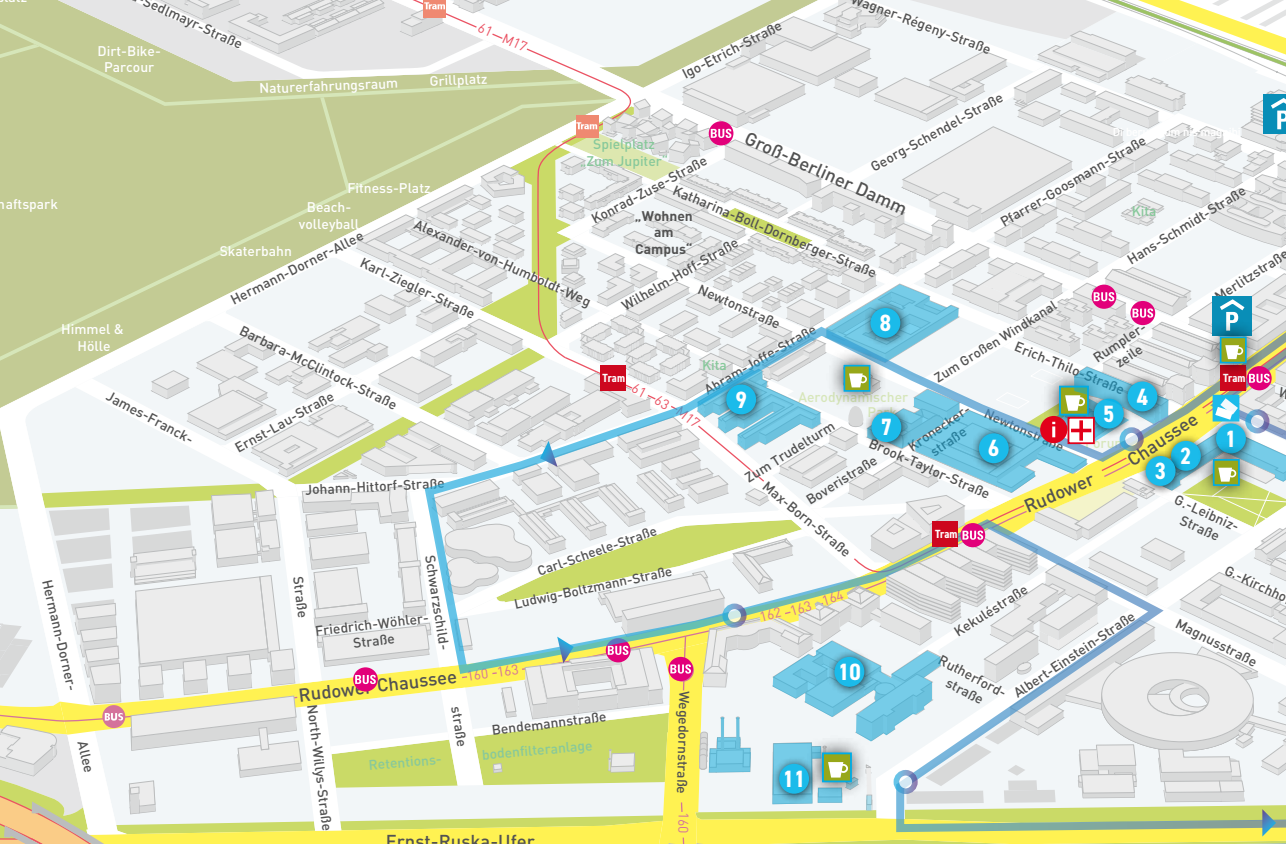 -Sedlmayr-Straße
Tram
61-M17
Wagner-Régeny-Straße
Igo-Etrich-Straße
Dirt-Bike-
Parcour
Naturerfahrungsraum
Grillplatz
Tram
BUS
Groß-Berliner Damm
Georg-Schendel-Straße
P
Spielplatz
Zum Jupiter
Konrad-Zuse-Straße
Katharina-Boll-Dornberger-Straße
Pfarrer-Goosmann-Straße
Fitness-Platz
haftspark
Beach-
volleyball
Skaterbahn
Hermann-Dorner-Allee
Alexander-von-Humboldt-Weg
„Wohnen
am
Campus“
Kita
Hans-Schmidt-Straße
Karl-Ziegler-Straße
Wilhelm-Hoff-Straße
Newtonstraße
Merlitzstraße
BUS
BUS
P
Himmel &
Hölle
8
Zum Großen Windkanal
Erich-Thilo-Straße
Rumpler-
zeile
Barbara-McClintock-Straße
Abram-Joffe-Straße
Kita
Tram
61-63-M17
Tram
BUS
James-Franck-
Straße
Ernst-Lau-Straße
9
Aerodynamischer
Park
4
5
7
Kronecker-
straße
Newtonstraße
i
6
3
2
1
Chaussee
Zum Trudelturm
Brook-Taylor-Straße
Boveristraße
Max-Born-Straße
Rudower
G.-Leibniz-
Straße
Johann-Hittorf-Straße
Tram
BUS
Carl-Scheele-Straße
Ludwig-Boltzmann-Straße
Schwarzschild-
straße
Hermann-Dorner-
Allee
Friedrich-Wöhler-
Straße
162-163-164
Kekuléstraße
G.-Kirchho
Magnusstraße
Albert-Einstein-Straße
Rutherford-
straße
BUS
BUS
BUS
BUS
Rudower Chaussee
160-163
10
Wegedornstraße
160
Bendemannstraße
North-Willys-Straße
Retentions-
bodenfilteranlage
11
Ernst-Ruska-Ufer